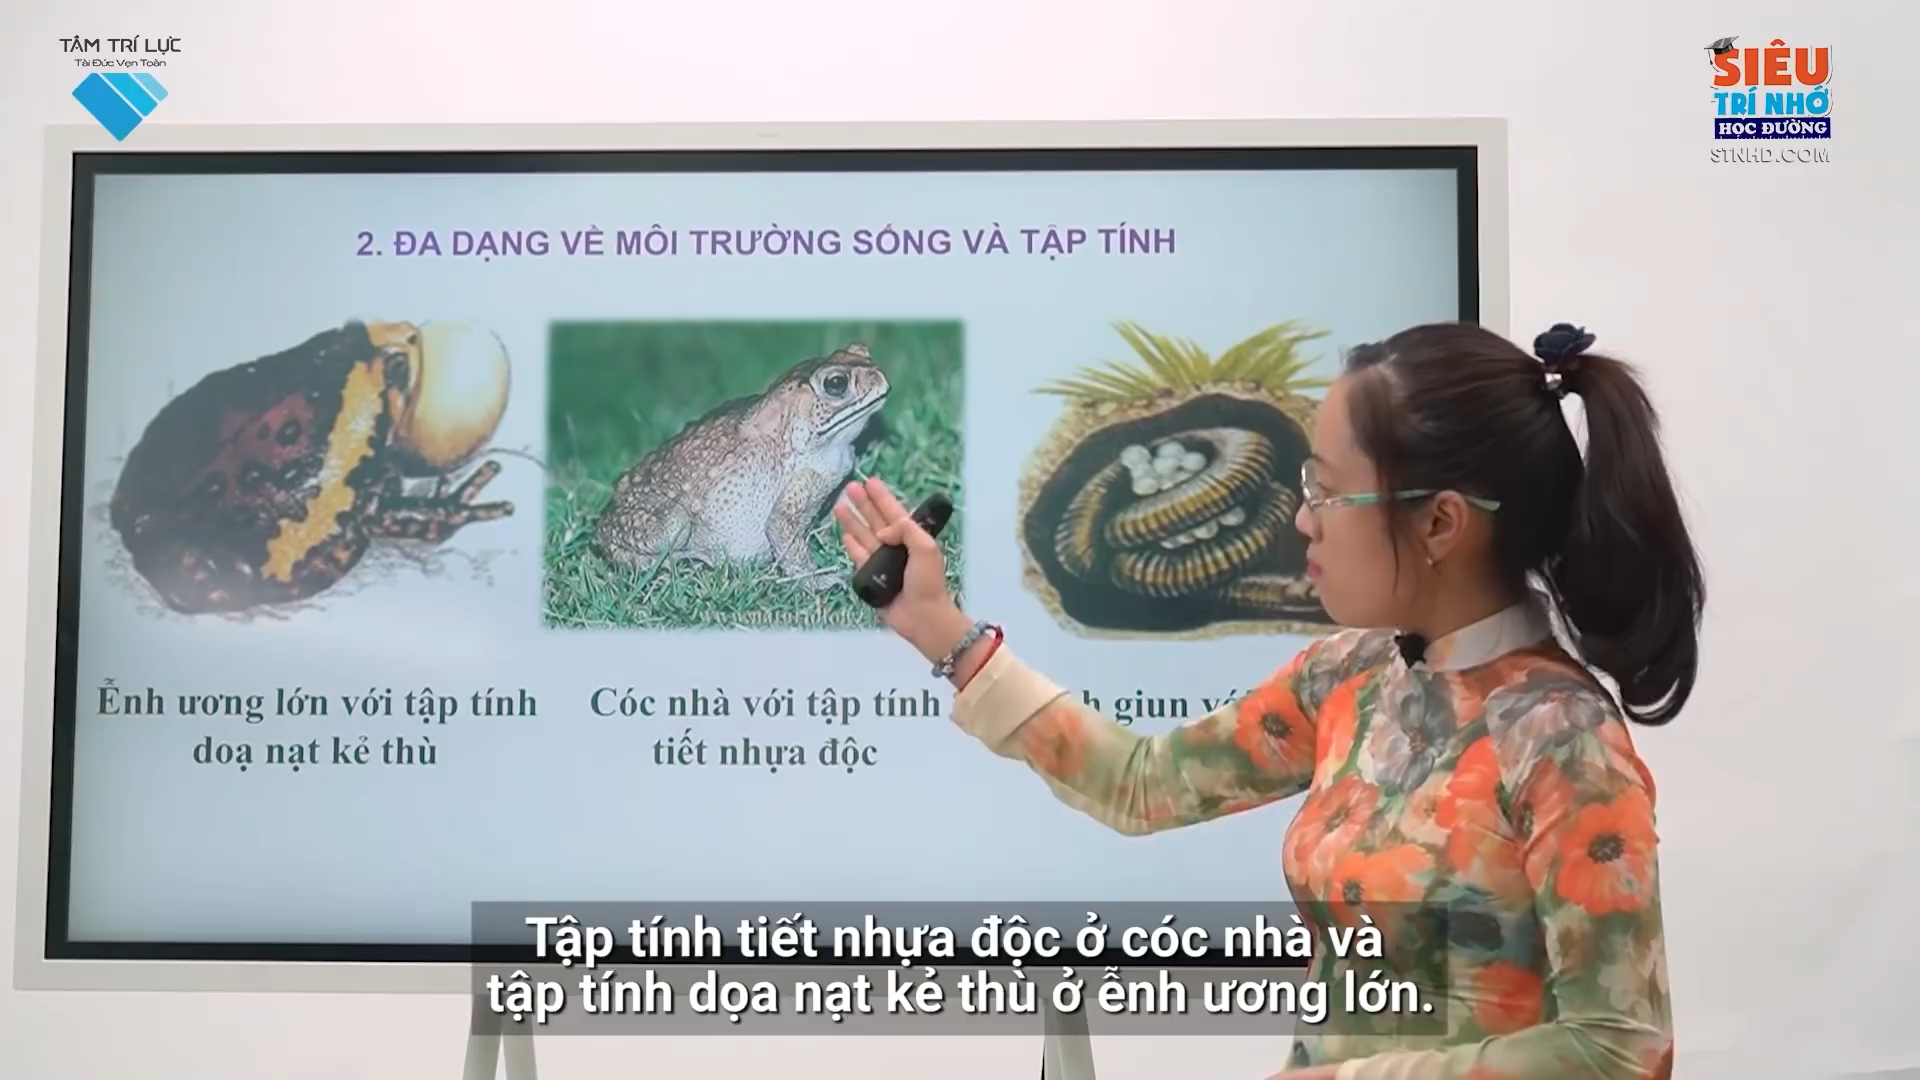 TÂM TRÍ LỰC
Tài Đức Vẹn Toàn
SIÊU
TRÍ NHỚ
HỌC ĐƯỜNG
STNHD.COM
2. ĐA DẠNG VỀ MÔI TRƯỜNG SỐNG VÀ TẬP TÍNH
Ễnh ương lớn với tập tính
doạ nạt kẻ thù
Cóc nhà với tập tính
tiết nhựa độc
giun
Tập tính tiết nhựa độc ở cóc nhà và
tập tính dọa nạt kẻ thù ở ễnh ương lớn.